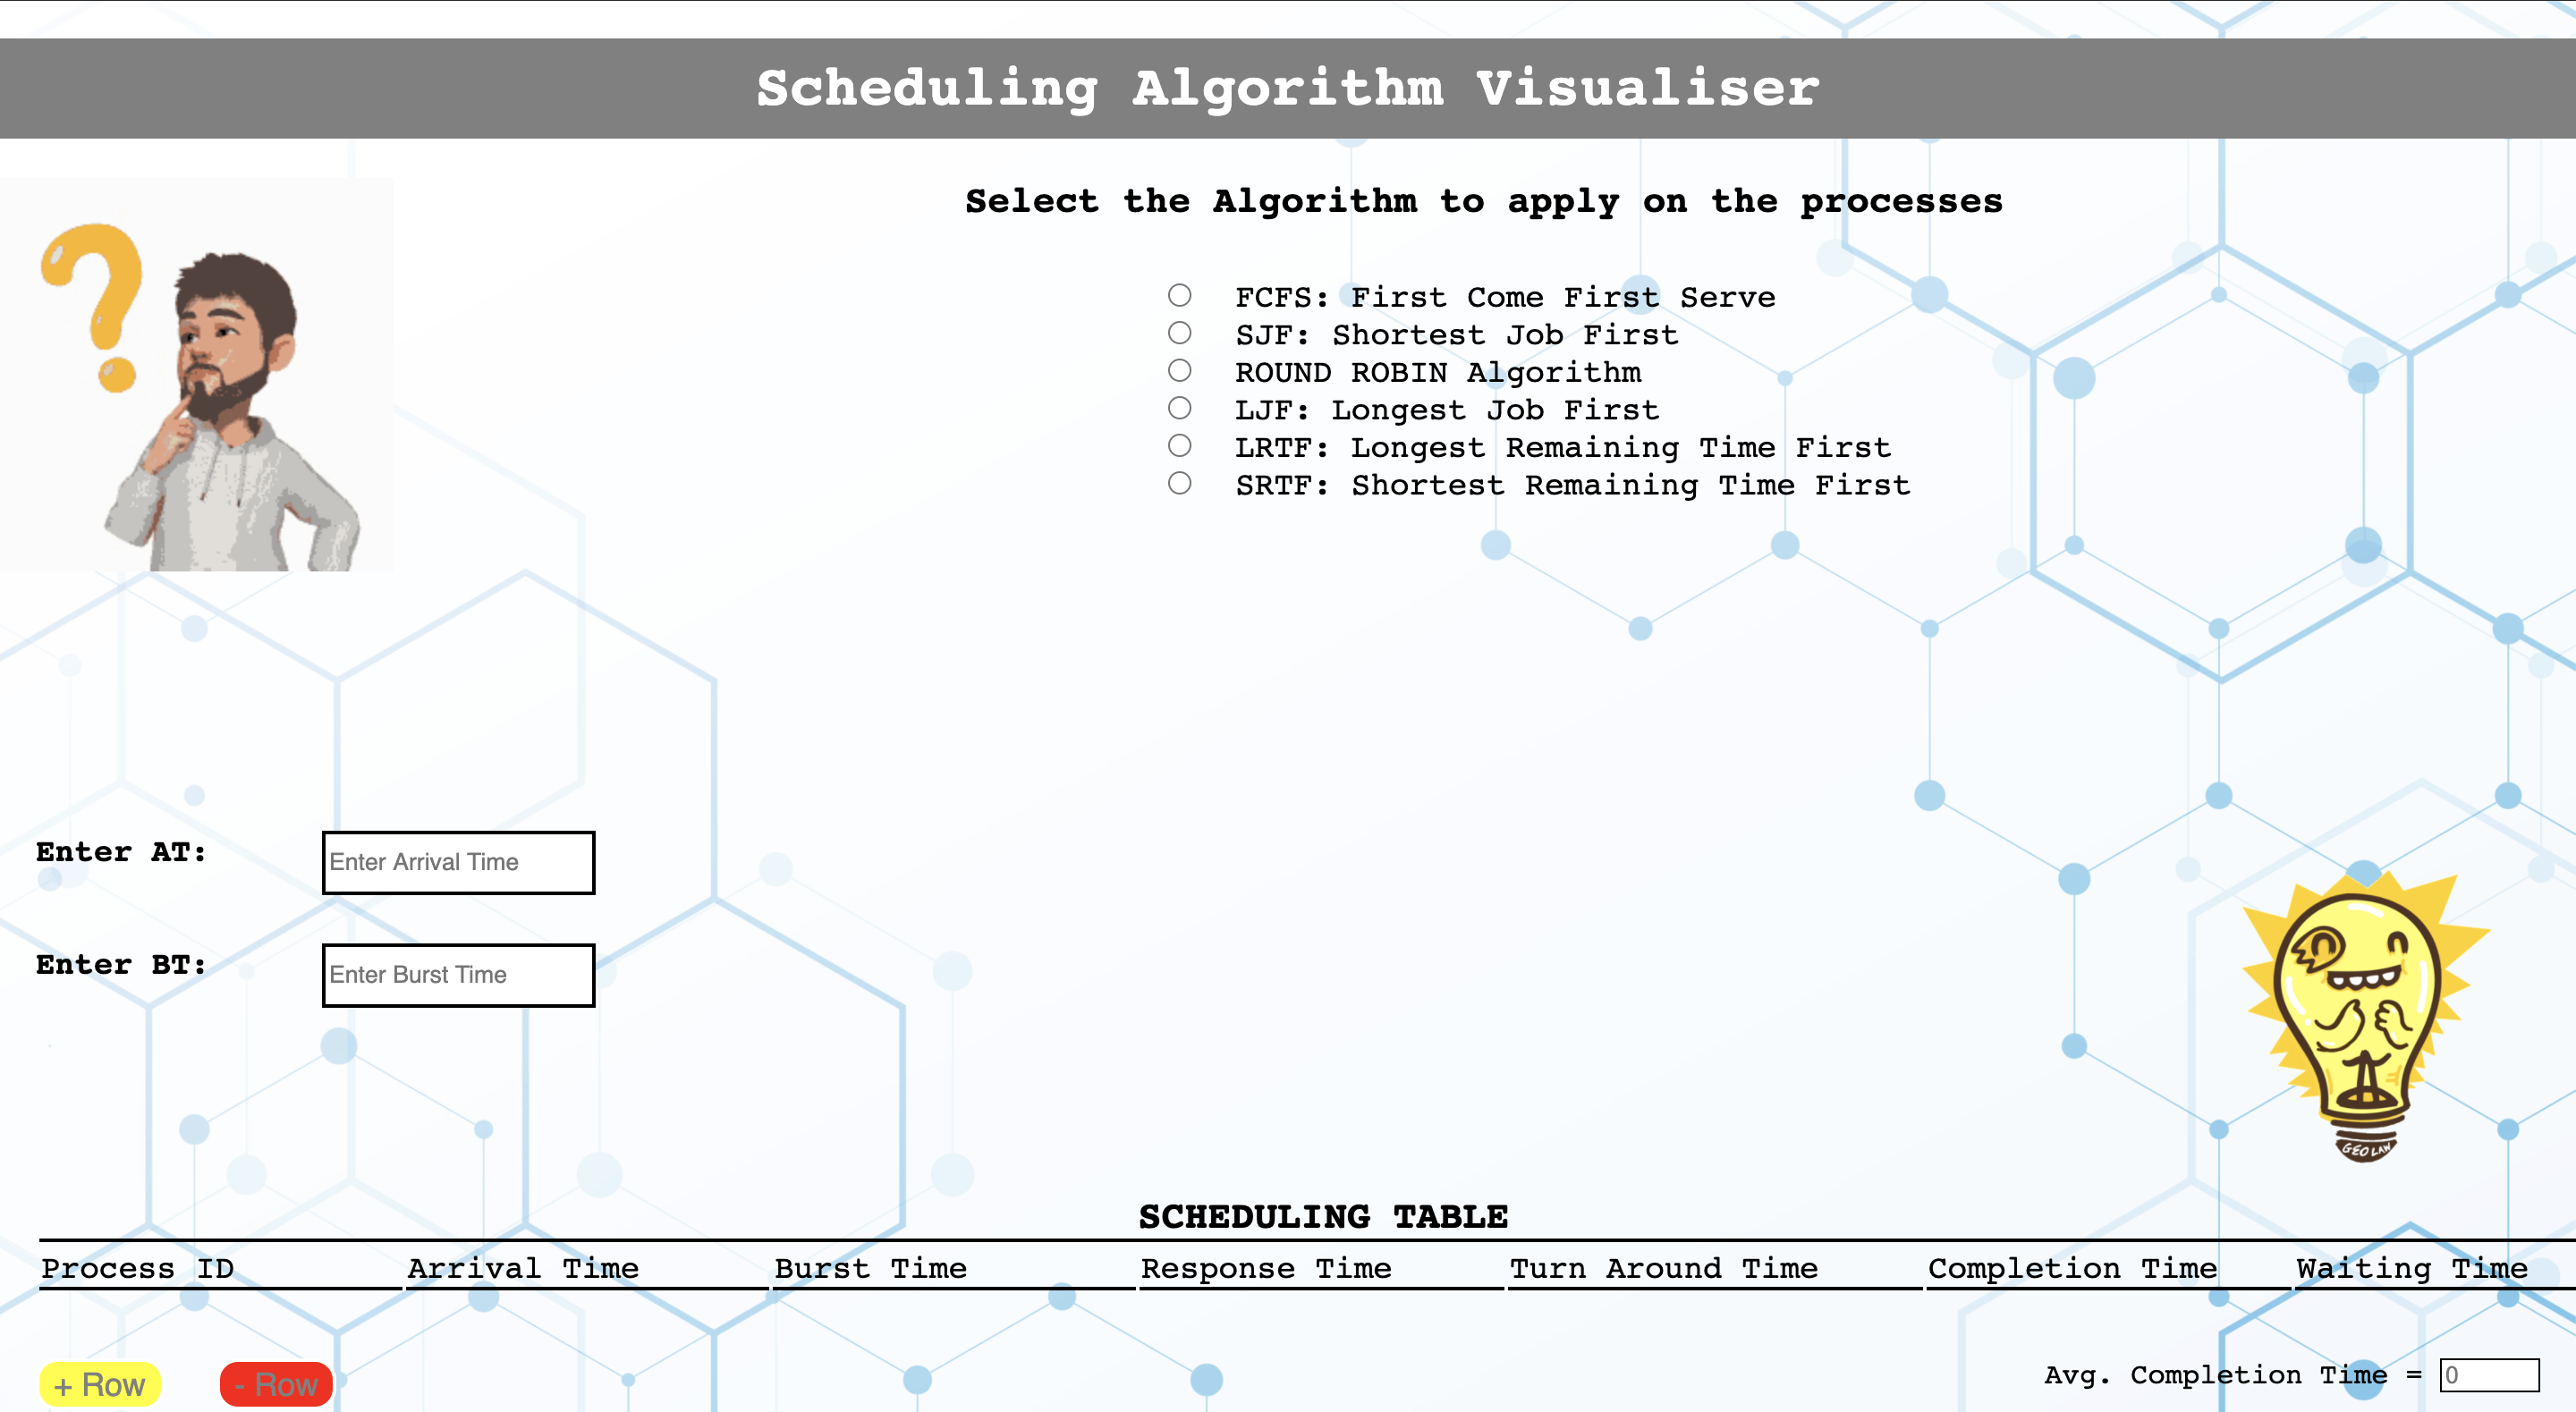 Scheduling Algorithm Visualiser
Select the Algorithm to apply on the processes
FCFS: First Come First Serve
SJF: Shortest Job First
ROUND ROBIN Algorithm
LJF: Longest Job First
LRTF: Longest Remaining Time First
SRTF: Shortest Remaining Time First
Enter AT: Enter Arrival Time
Enter BT: Enter Burst Time
GEO LAW
SCHEDULING TABLE
Process ID Arrival Time Burst Time Response Time Turn Around Time Completion Time Waiting Time
+ Row - Row Avg. Completion Time = 0